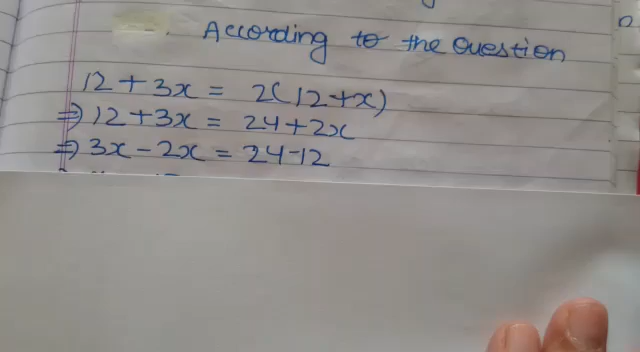 According to the Question
12 + 3x = 2(12+x)
⇒ 12 + 3x = 24 + 2x
⇒ 3x - 2x = 24-12